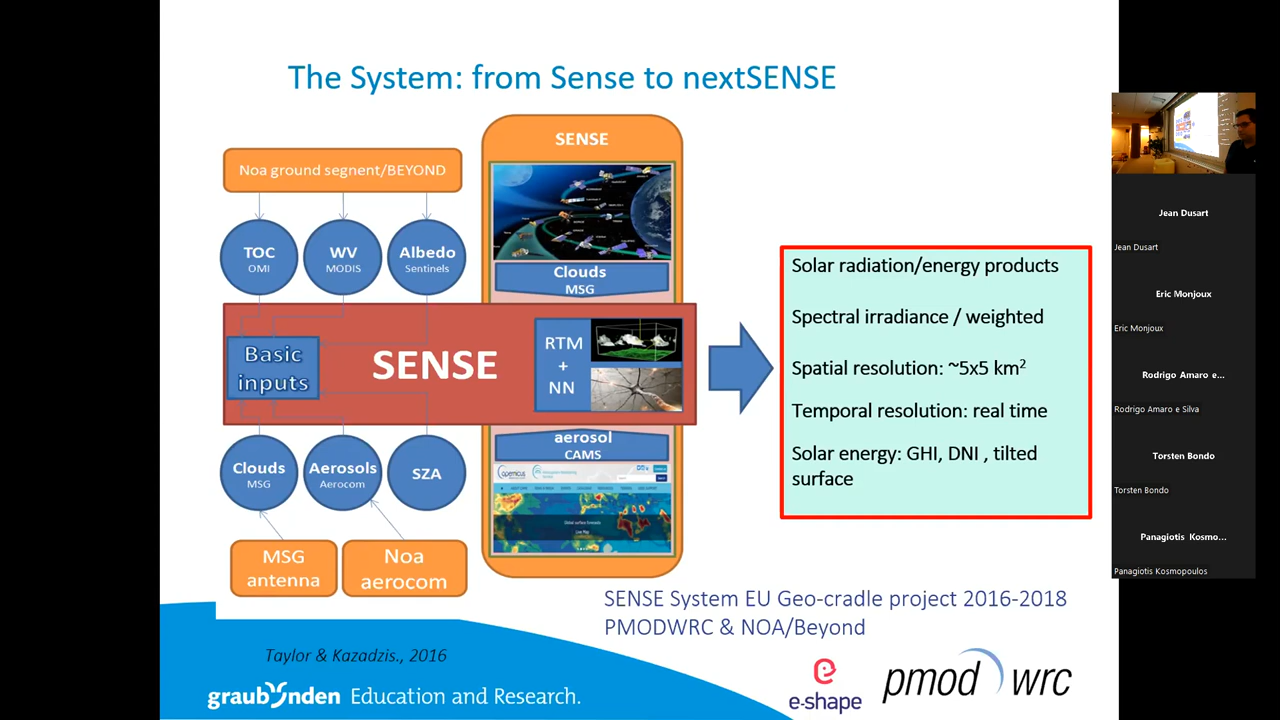 The System: from Sense to nextSENSE
Noa ground segnent/BEYOND
TOC
OMI
WV
MODIS
Albedo
Sentinels
SENSE
Clouds
MSG
Basic
inputs
SENSE
RTM
+
NN
aerosol
CAMS
Clouds
MSG
Aerosols
Aerocom
SZA
MSG
antenna
Noa
aerocom
Solar radiation/energy products
Spectral irradiance / weighted
Spatial resolution: ~5x5 km²
Temporal resolution: real time
Solar energy: GHI, DNI , tilted
surface
SENSE System EU Geo-cradle project 2016-2018
PMODWRC & NOA/Beyond
Taylor & Kazadzis., 2016
graubünden Education and Research.
e-shape
pmod wrc
Jean Dusart
Jean Dusart
Eric Monjoux
Eric Monjoux
Rodrigo Amaro e...
Rodrigo Amaro e Silva
Torsten Bondo
Torsten Bondo
Panagiotis Kosmo...
Panagiotis Kosmopoulos